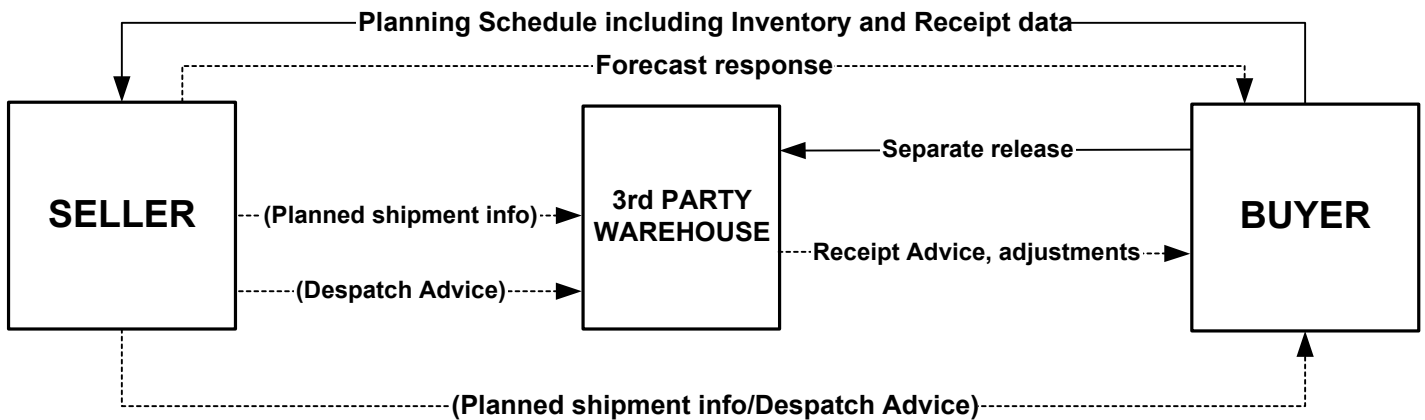 Planning Schedule including Inventory and Receipt data
Forecast response
Separate release
SELLER
(Planned shipment info)
3rd PARTY
WAREHOUSE
BUYER
Receipt Advice, adjustments
(Despatch Advice)
(Planned shipment info/Despatch Advice)